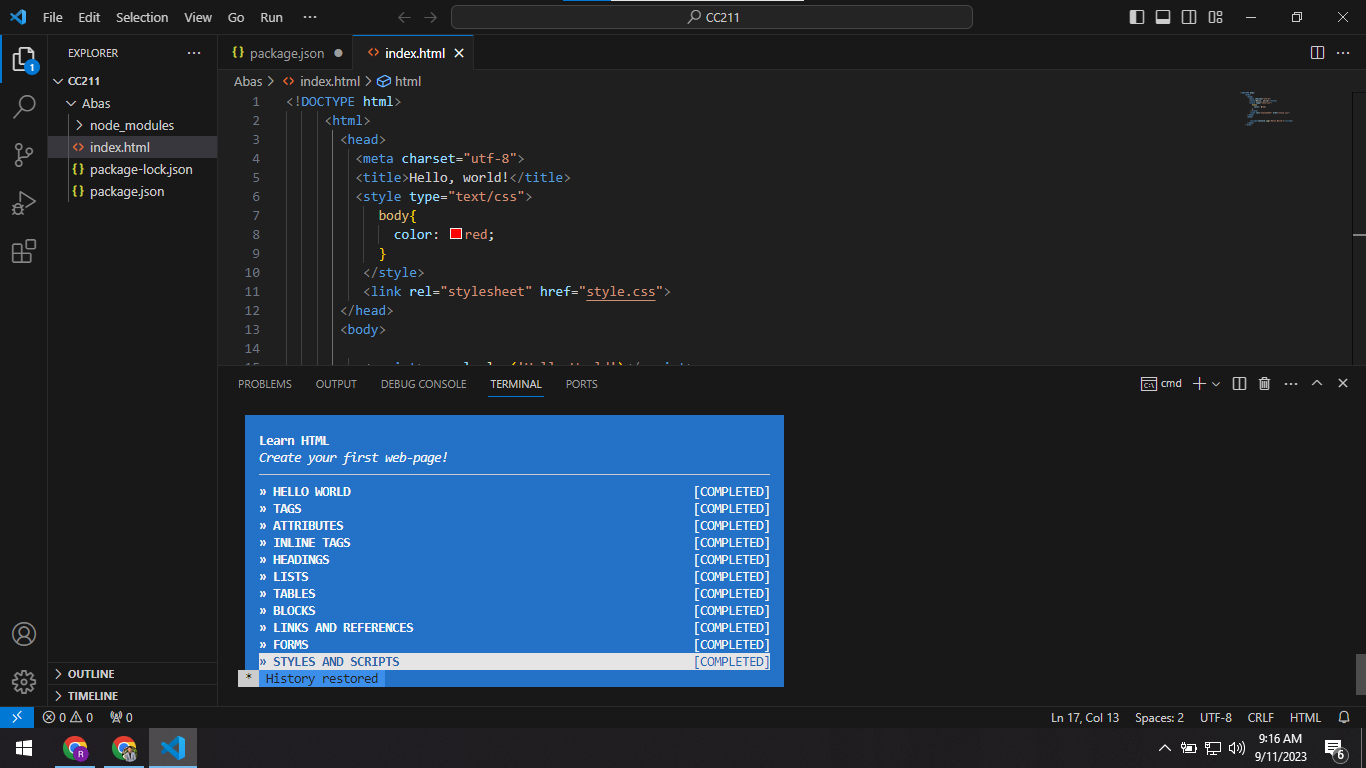 File Edit Selection View Go Run ··· CC211
EXPLORER ···
1
CC211
Abas
node_modules
index.html
package-lock.json
package.json
OUTLINE
TIMELINE
package.json ● index.html
Abas > index.html > html
1 <!DOCTYPE html>
2 <html>
3 <head>
4 <meta charset="utf-8">
5 <title>Hello, world!</title>
6 <style type="text/css">
7 body{
8 color: red;
9 }
10 </style>
11 <link rel="stylesheet" href="style.css">
12 </head>
13 <body>
14
PROBLEMS OUTPUT DEBUG CONSOLE TERMINAL PORTS cmd
Learn HTML
Create your first web-page!
» HELLO WORLD [COMPLETED]
» TAGS [COMPLETED]
» ATTRIBUTES [COMPLETED]
» INLINE TAGS [COMPLETED]
» HEADINGS [COMPLETED]
» LISTS [COMPLETED]
» TABLES [COMPLETED]
» BLOCKS [COMPLETED]
» LINKS AND REFERENCES [COMPLETED]
» FORMS [COMPLETED]
» STYLES AND SCRIPTS [COMPLETED]
* History restored
0 0 0 Ln 17, Col 13 Spaces: 2 UTF-8 CRLF HTML
R
9:16 AM
9/11/2023
6